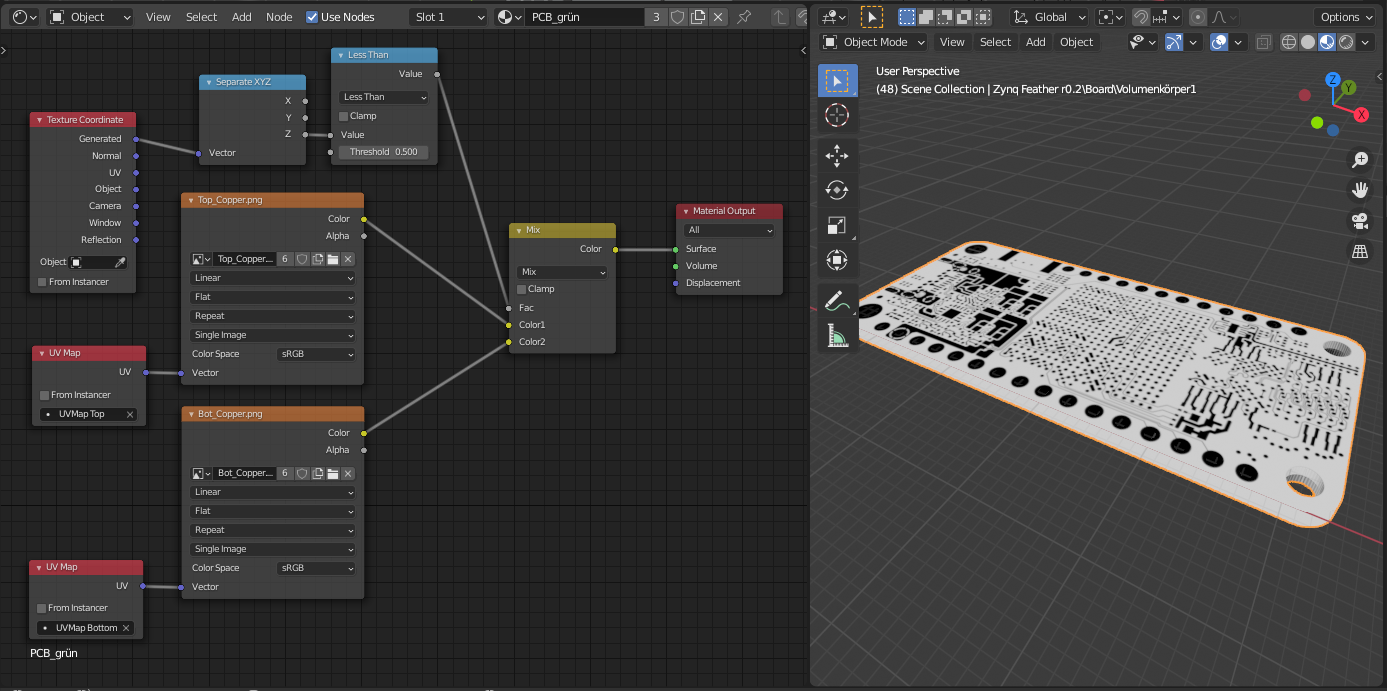 Object
View
Select
Add
Node
Use Nodes
Slot 1
PCB_grün
3
Less Than
Value
Less Than
Clamp
Value
Threshold 0.500
Separate XYZ
X
Y
Z
Vector
Texture Coordinate
Generated
Normal
UV
Object
Camera
Window
Reflection
Object
From Instancer
Top_Copper.png
Color
Alpha
Top_Copper...
6
Linear
Flat
Repeat
Single Image
Color Space
sRGB
Vector
UV Map
UV
From Instancer
UVMap Top
Bot_Copper.png
Color
Alpha
Bot_Copper...
6
Linear
Flat
Repeat
Single Image
Color Space
sRGB
Vector
UV Map
UV
From Instancer
UVMap Bottom
PCB_grün
Mix
Color
Mix
Clamp
Fac
Color1
Color2
Material Output
All
Surface
Volume
Displacement
Global
Options
Object Mode
View
Select
Add
Object
User Perspective
(48) Scene Collection | Zynq Feather r0.2\Board\Volumenkörper1
Z
Y
X